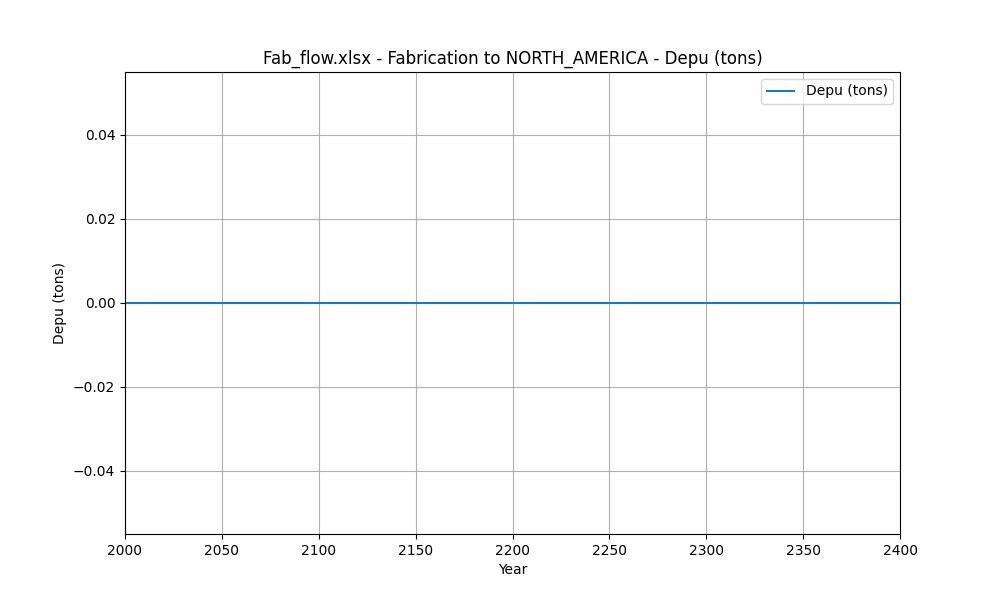 Fab_flow.xlsx - Fabrication to NORTH_AMERICA - Depu (tons)
Depu (tons)
0.04
0.02
0.00
−0.02
−0.04
Depu (tons)
2000 2050 2100 2150 2200 2250 2300 2350 2400
Year